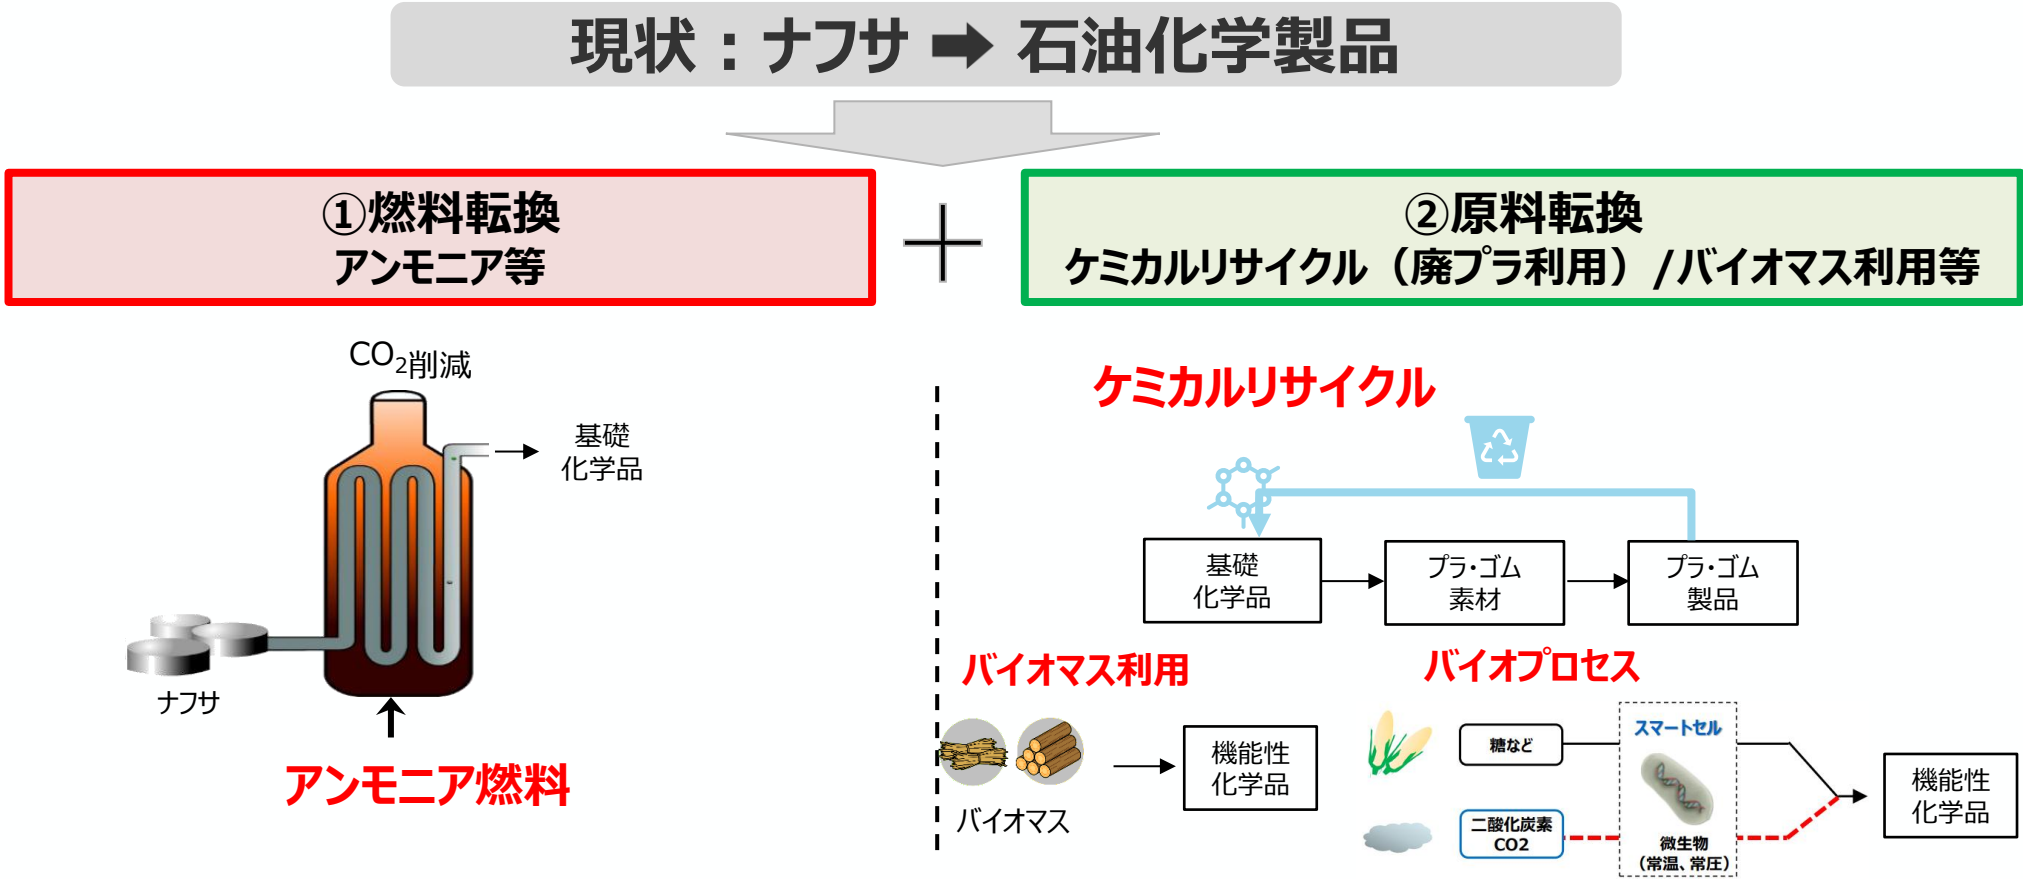 現状：ナフサ ➡ 石油化学製品
①燃料転換
アンモニア等
②原料転換
ケミカルリサイクル（廃プラ利用）/バイオマス利用等
CO₂削減
基礎
化学品
ナフサ
アンモニア燃料
ケミカルリサイクル
基礎
化学品
プラ・ゴム
素材
プラ・ゴム
製品
バイオマス利用
バイオマス
機能性
化学品
バイオプロセス
糖など
二酸化炭素
CO2
スマートセル
微生物
（常温、常圧）
機能性
化学品